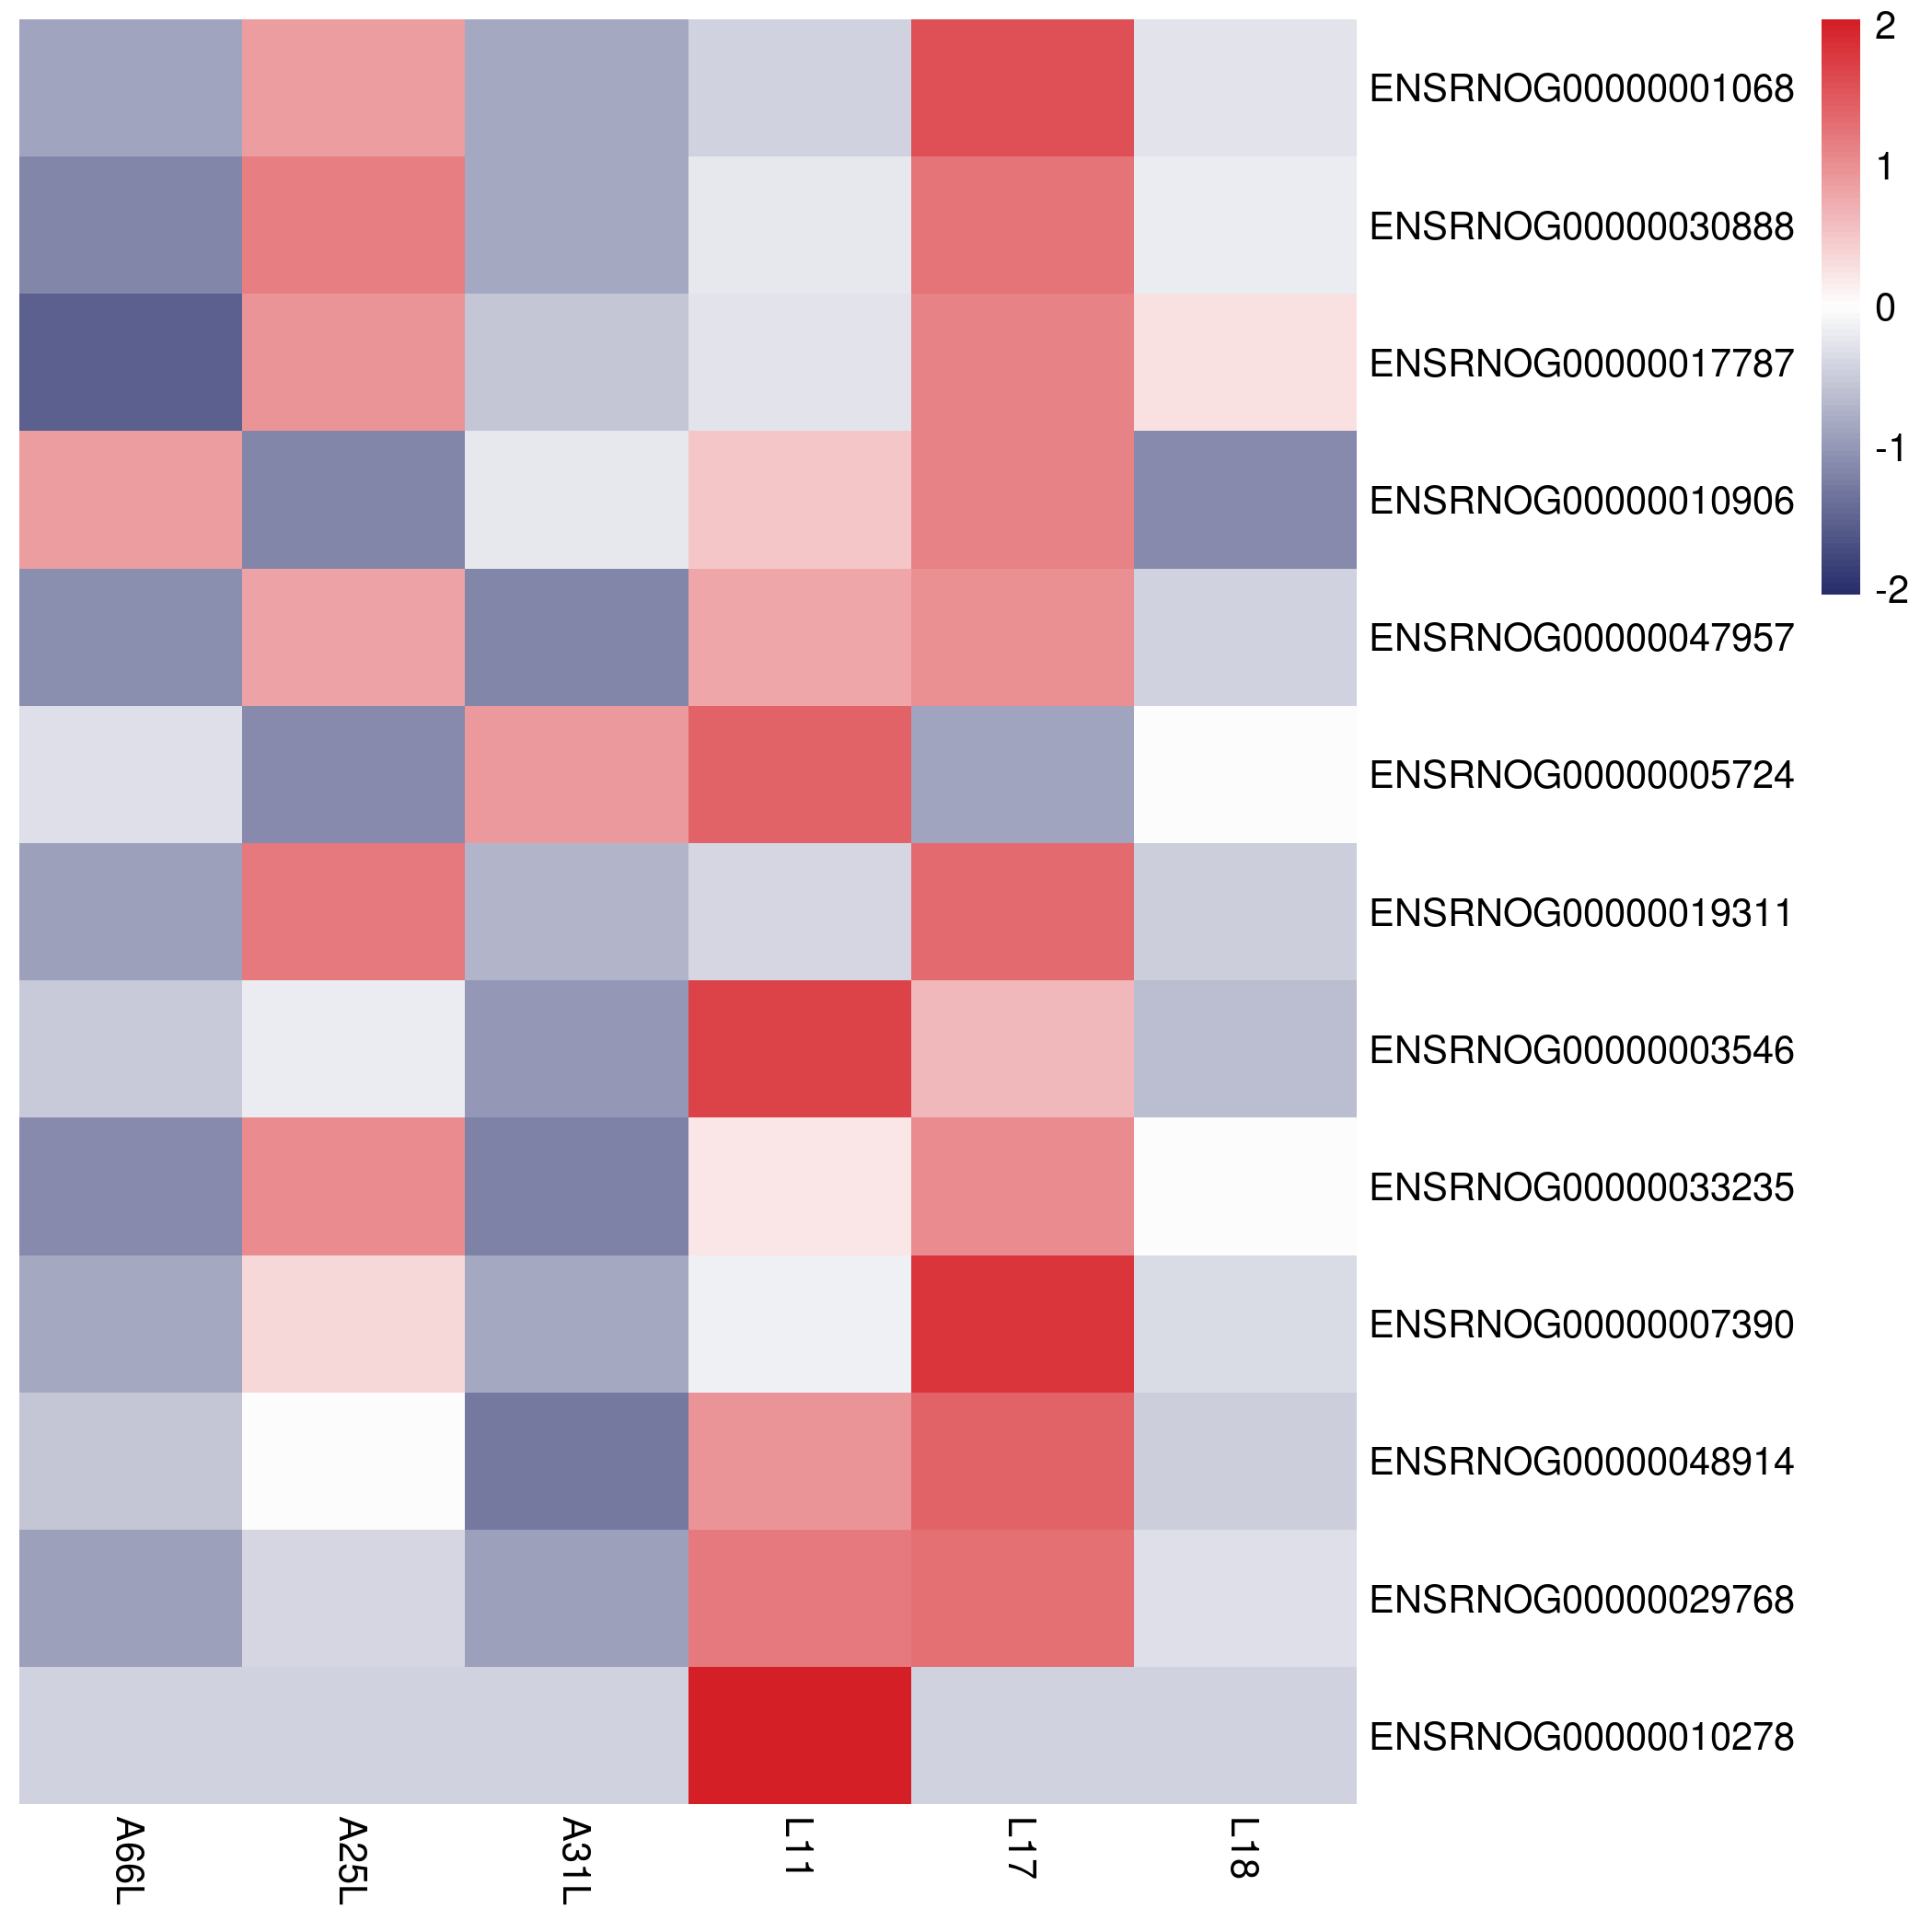 ENSRNOG00000001068
ENSRNOG00000030888
ENSRNOG00000017787
ENSRNOG00000010906
ENSRNOG00000047957
ENSRNOG00000005724
ENSRNOG00000019311
ENSRNOG00000003546
ENSRNOG00000033235
ENSRNOG00000007390
ENSRNOG00000048914
ENSRNOG00000029768
ENSRNOG00000010278
2
1
0
-1
-2
A66L
A25L
A31L
L11
L17
L18